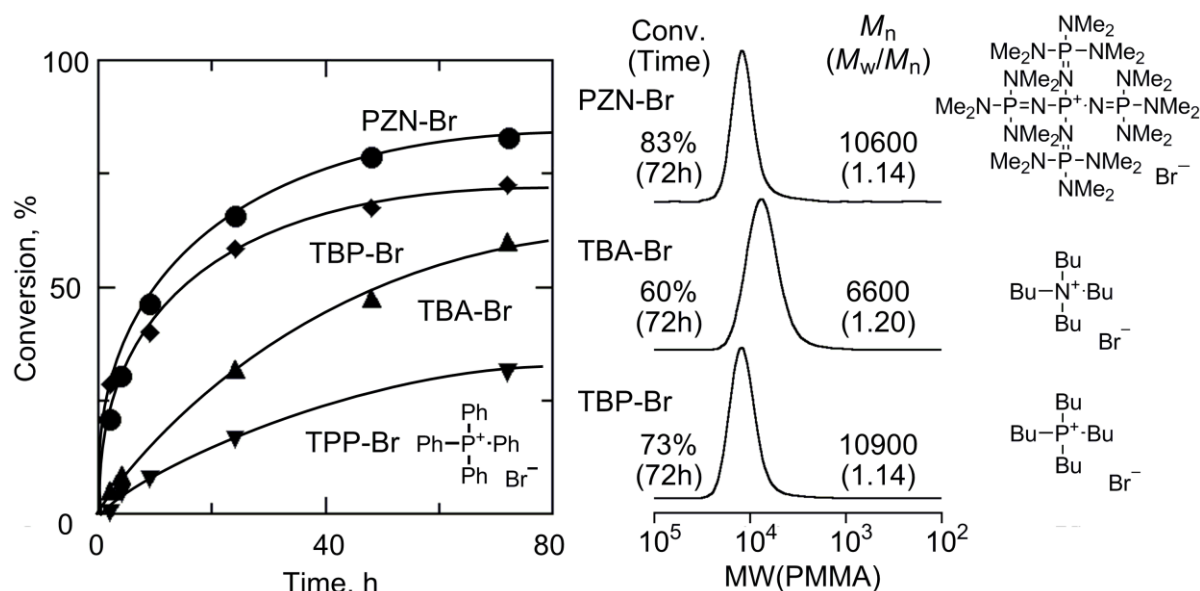 100
50
0
0
40
80
Conversion, %
Time, h
PZN-Br
TBP-Br
TBA-Br
TPP-Br
Ph
Ph–P⁺–Ph
Ph
Br⁻
Conv.
(Time)
Mn
(Mw/Mn)
PZN-Br
83%
(72h)
10600
(1.14)
TBA-Br
60%
(72h)
6600
(1.20)
TBP-Br
73%
(72h)
10900
(1.14)
10⁵ 10⁴ 10³ 10²
MW(PMMA)
NMe2
Me2N–P–NMe2
NMe2 N NMe2
Me2N–P=N–P⁺–N=P–NMe2
NMe2 N NMe2
Me2N–P–NMe2
NMe2
Br⁻
Bu
Bu–N⁺–Bu
Bu
Br⁻
Bu
Bu–P⁺–Bu
Bu
Br⁻